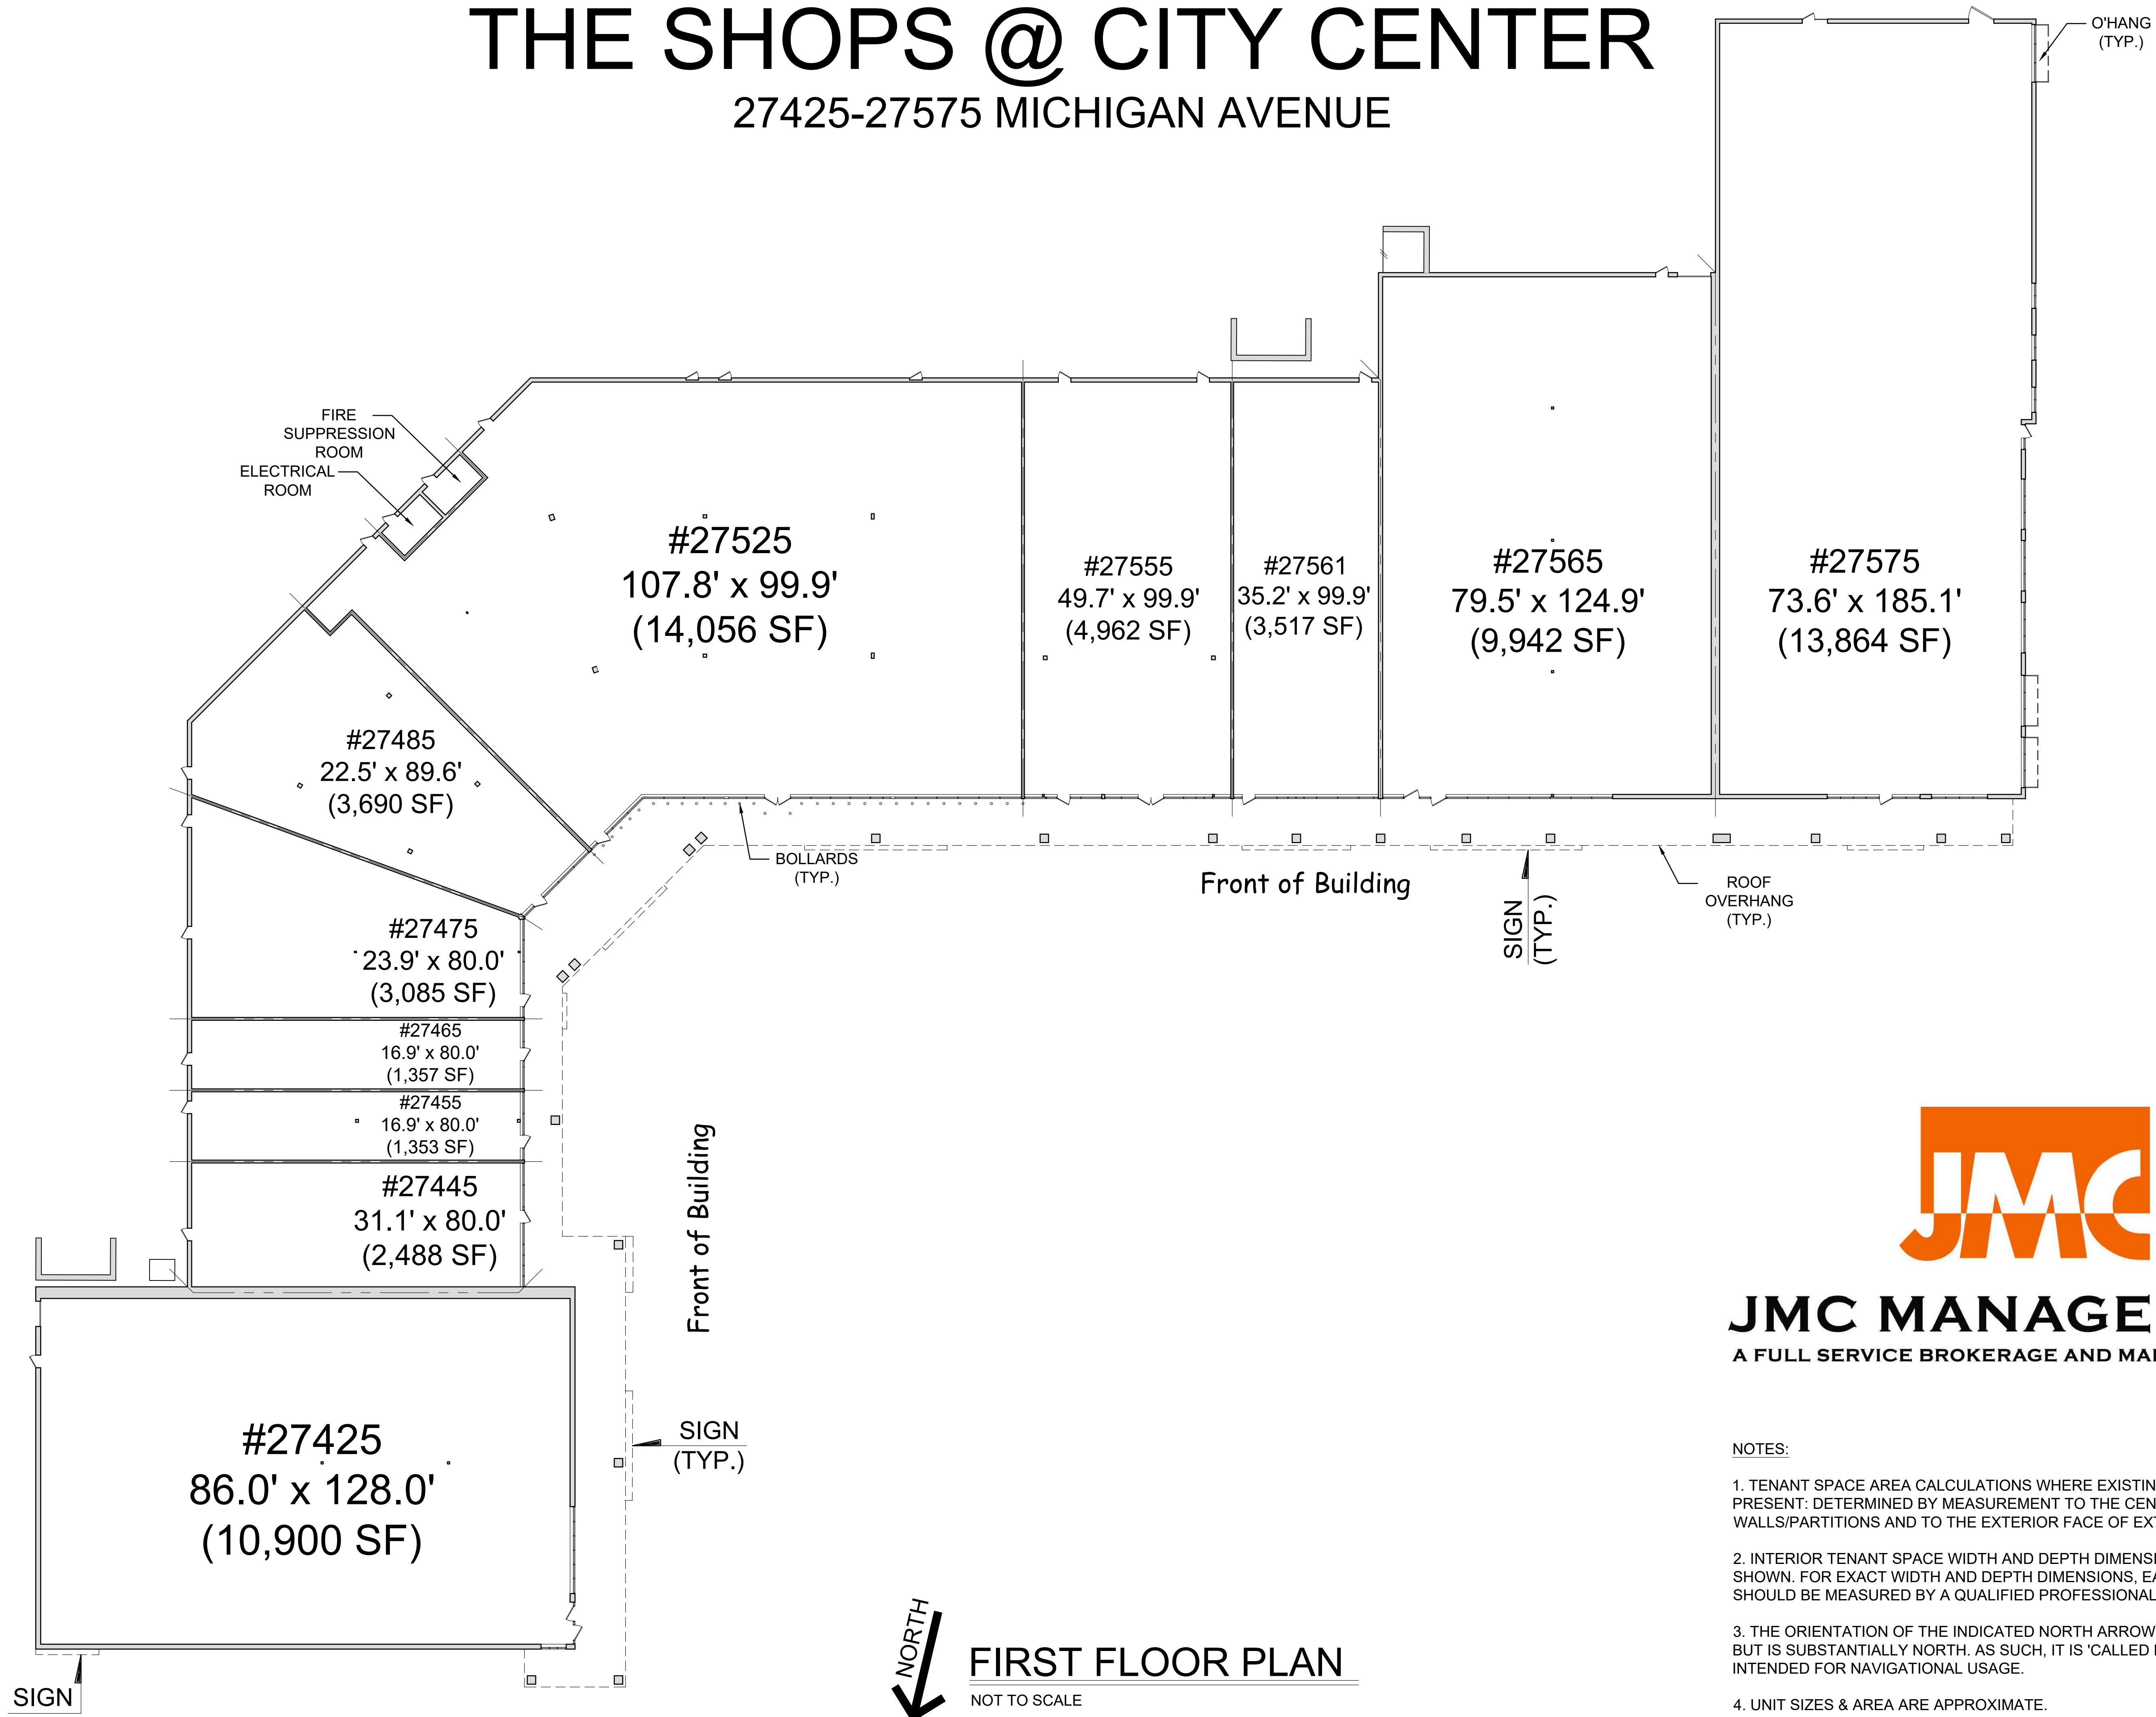 THE SHOPS @ CITY CENTER
27425-27575 MICHIGAN AVENUE
O'HANG
(TYP.)
FIRE
SUPPRESSION
ROOM
ELECTRICAL
ROOM
#27525
107.8' x 99.9'
(14,056 SF)
#27555
49.7' x 99.9'
(4,962 SF)
#27561
35.2' x 99.9'
(3,517 SF)
#27565
79.5' x 124.9'
(9,942 SF)
#27575
73.6' x 185.1'
(13,864 SF)
#27485
22.5' x 89.6'
(3,690 SF)
BOLLARDS
(TYP.)
Front of Building
SIGN
(TYP.)
ROOF
OVERHANG
(TYP.)
#27475
23.9' x 80.0'
(3,085 SF)
#27465
16.9' x 80.0'
(1,357 SF)
#27455
16.9' x 80.0'
(1,353 SF)
#27445
31.1' x 80.0'
(2,488 SF)
Front of Building
#27425
86.0' x 128.0'
(10,900 SF)
SIGN
(TYP.)
SIGN
NORTH
FIRST FLOOR PLAN
NOT TO SCALE
JMC
JMC MANAGE
A FULL SERVICE BROKERAGE AND MA
NOTES:
1. TENANT SPACE AREA CALCULATIONS WHERE EXISTIN
PRESENT: DETERMINED BY MEASUREMENT TO THE CEN
WALLS/PARTITIONS AND TO THE EXTERIOR FACE OF EX
2. INTERIOR TENANT SPACE WIDTH AND DEPTH DIMENS
SHOWN. FOR EXACT WIDTH AND DEPTH DIMENSIONS, EA
SHOULD BE MEASURED BY A QUALIFIED PROFESSIONAL
3. THE ORIENTATION OF THE INDICATED NORTH ARROW
BUT IS SUBSTANTIALLY NORTH. AS SUCH, IT IS 'CALLED
INTENDED FOR NAVIGATIONAL USAGE.
4. UNIT SIZES & AREA ARE APPROXIMATE.